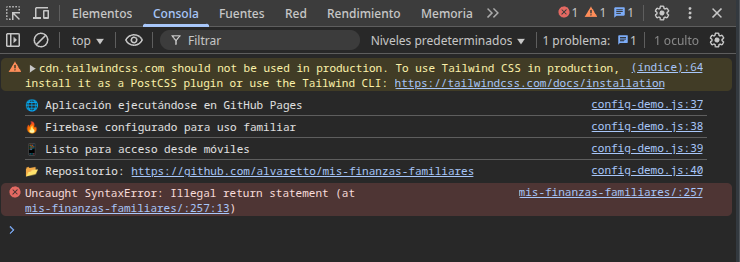 Elementos Consola Fuentes Red Rendimiento Memoria 1 1 1
top Filtrar Niveles predeterminados 1 problema: 1 1 oculto
cdn.tailwindcss.com should not be used in production. To use Tailwind CSS in production, (índice):64
install it as a PostCSS plugin or use the Tailwind CLI: https://tailwindcss.com/docs/installation
🌐 Aplicación ejecutándose en GitHub Pages config-demo.js:37
🔥 Firebase configurado para uso familiar config-demo.js:38
📱 Listo para acceso desde móviles config-demo.js:39
📂 Repositorio: https://github.com/alvaretto/mis-finanzas-familiares config-demo.js:40
Uncaught SyntaxError: Illegal return statement (at mis-finanzas-familiares/:257
mis-finanzas-familiares/:257:13)